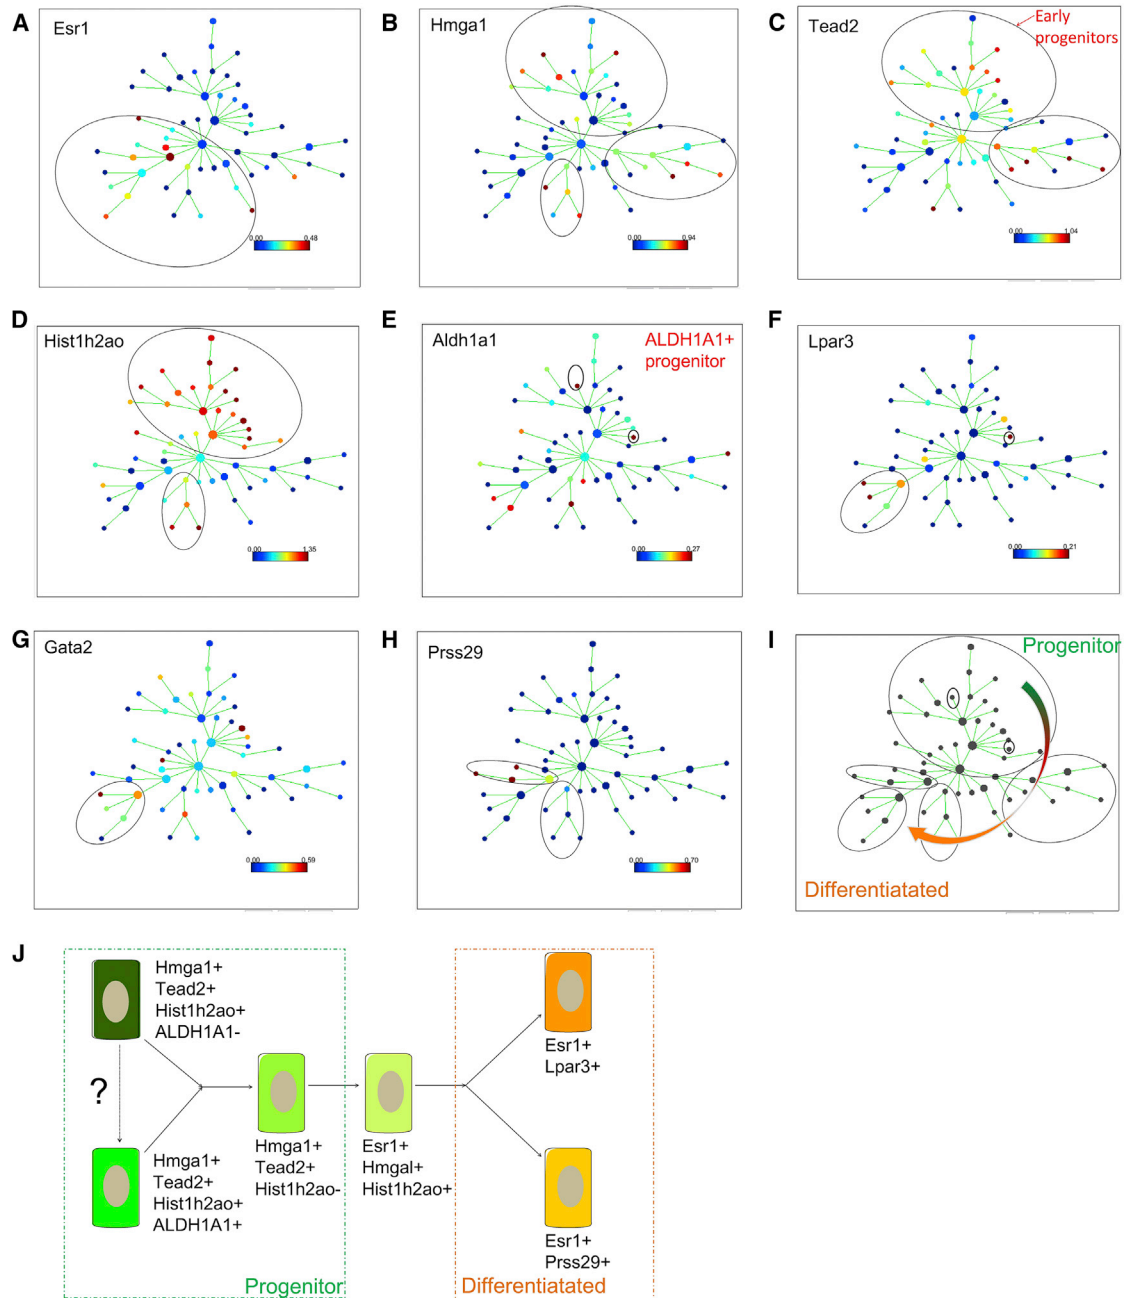 A
Esr1
0.00
0.48
B
Hmga1
0.00
0.94
C
Tead2
Early
progenitors
0.00
1.04
D
Hist1h2ao
0.00
1.35
E
Aldh1a1
ALDH1A1+
progenitor
0.00
0.27
F
Lpar3
0.00
0.21
G
Gata2
0.00
0.59
H
Prss29
0.00
0.70
I
Progenitor
Differentiatated
J
Hmga1+
Tead2+
Hist1h2ao+
ALDH1A1-
?
Hmga1+
Tead2+
Hist1h2ao+
ALDH1A1+
Hmga1+
Tead2+
Hist1h2ao-
Esr1+
Hmgal+
Hist1h2ao+
Esr1+
Lpar3+
Esr1+
Prss29+
Progenitor
Differentiatated